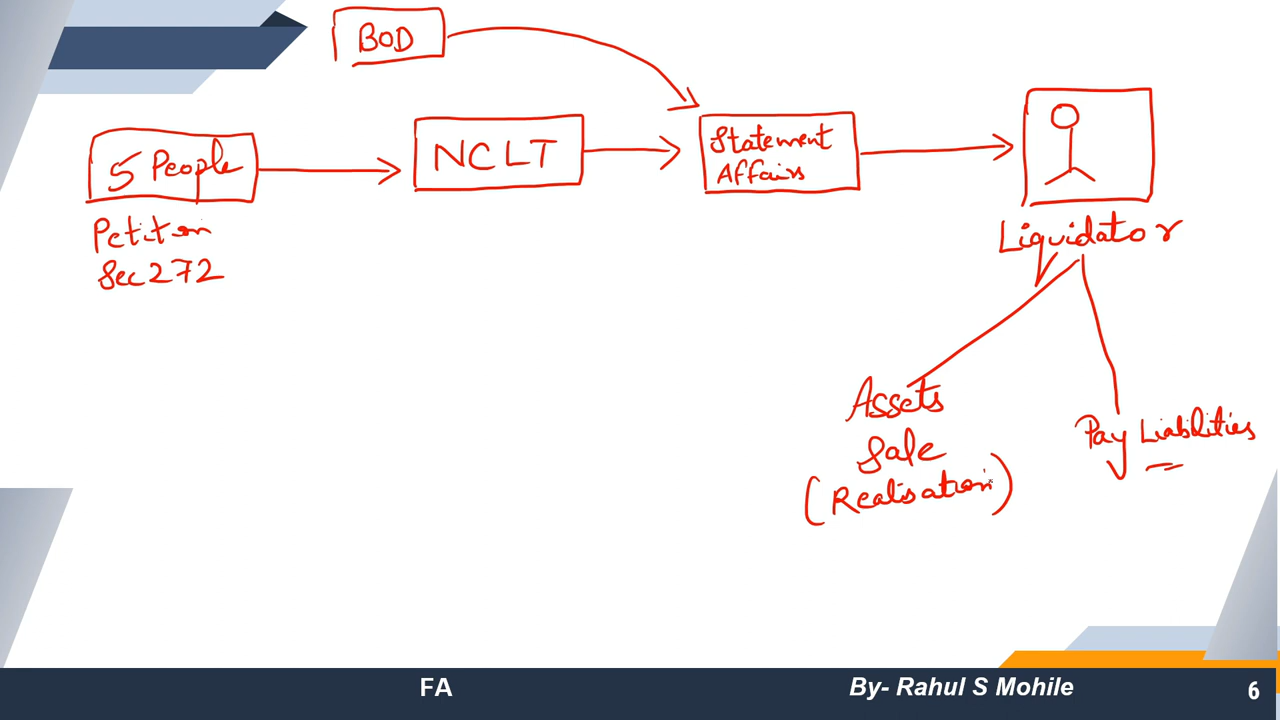 BOD
5 People
Petition
Sec 272
NCLT
Statement
Affairs
Liquidator
Assets
Sale
(Realisation)
Pay Liabilities
FA
By- Rahul S Mohile
6